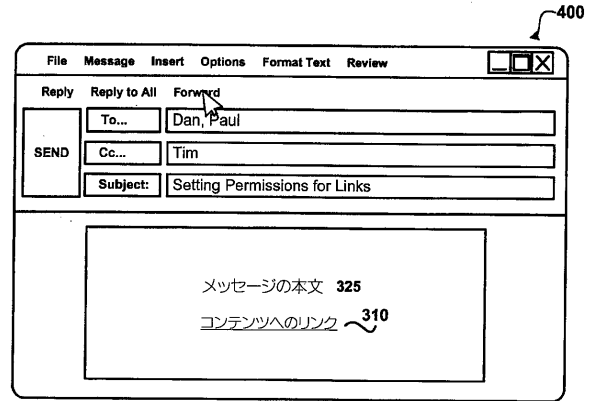 400
File Message Insert Options Format Text Review
Reply Reply to All Forward
To... Dan, Paul
SEND Cc... Tim
Subject: Setting Permissions for Links
メッセージの本文 325
コンテンツへのリンク 310